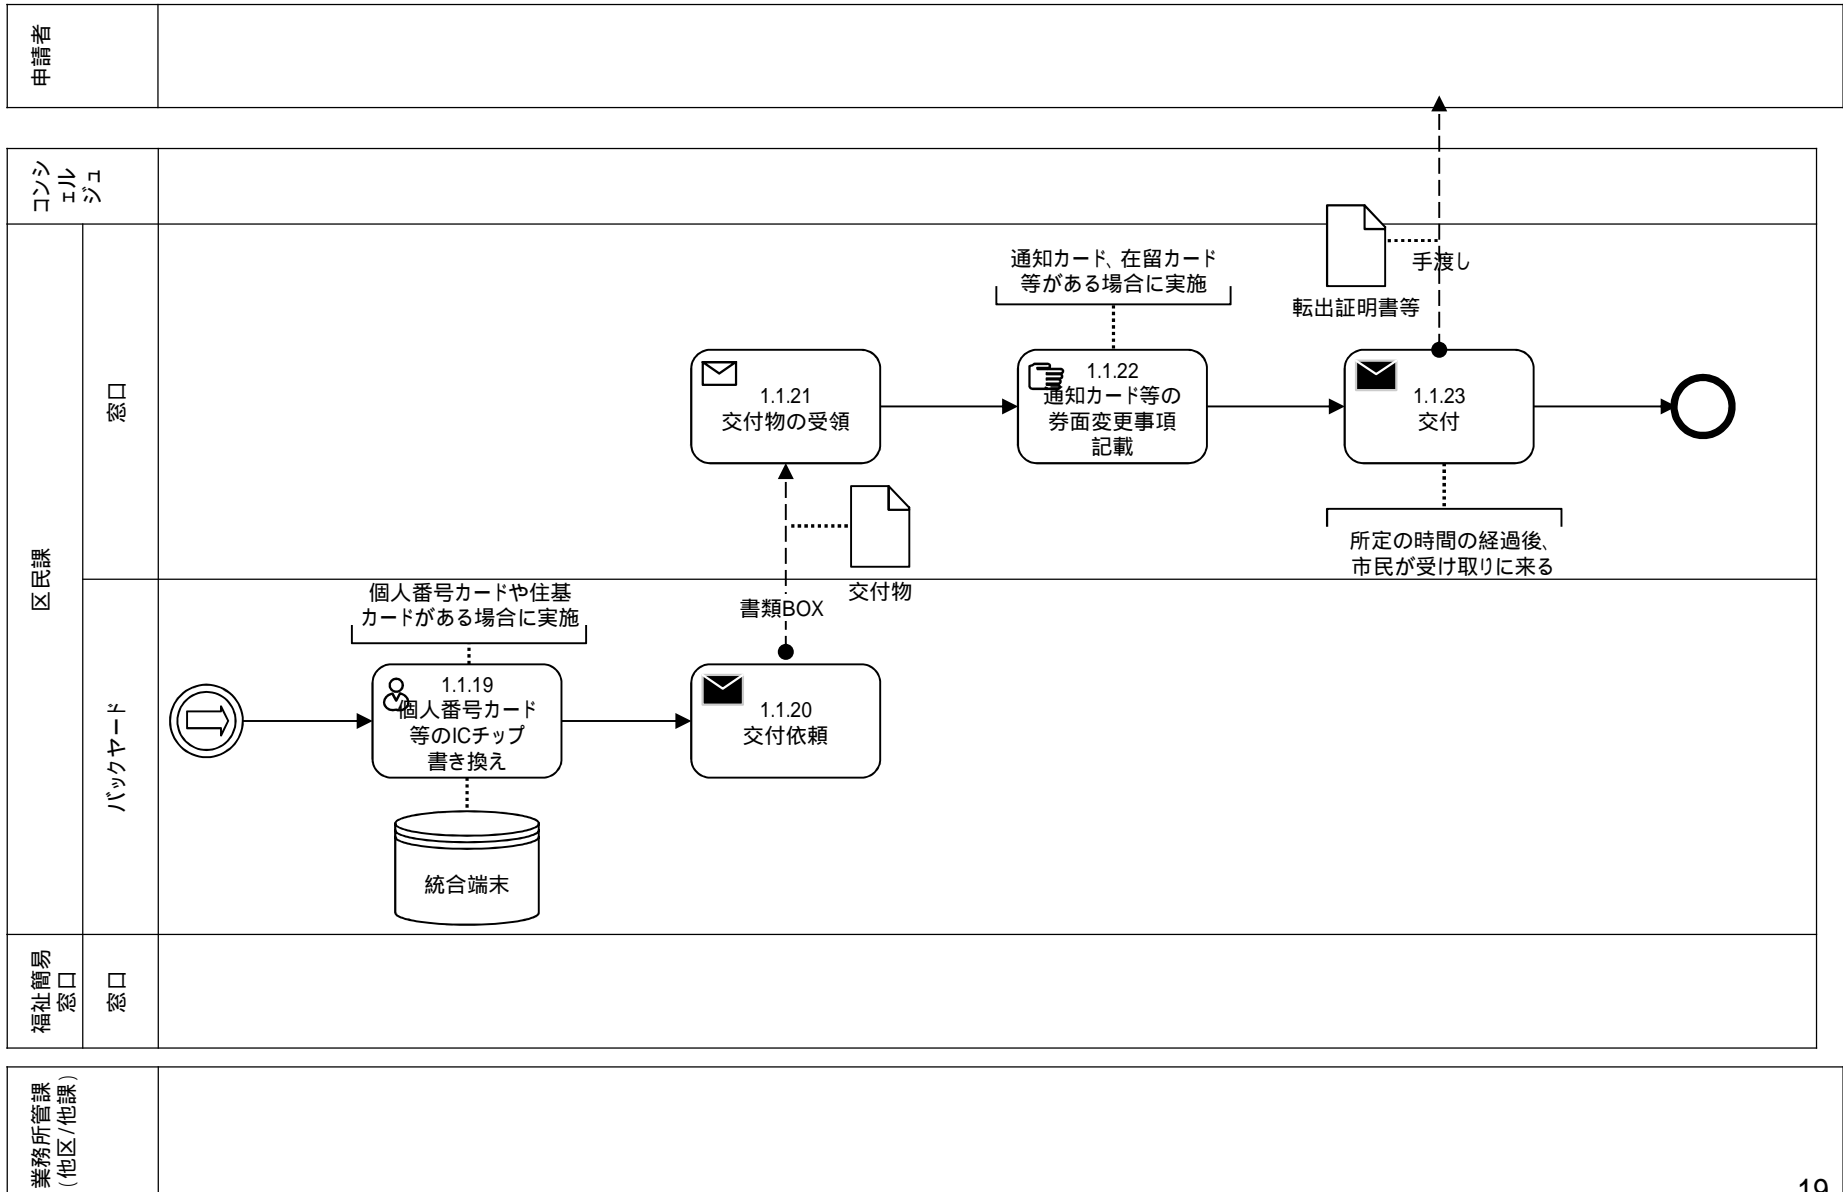 申請者
コンシ
ェル
ジュ
通知カード、在留カード
等がある場合に実施
手渡し
転出証明書等
窓口
1.1.21
交付物の受領
1.1.22
通知カード等の
券面変更事項
記載
1.1.23
交付
所定の時間の経過後、
市民が受け取りに来る
交付物
書類BOX
区民課
バックヤード
個人番号カードや住基
カードがある場合に実施
1.1.19
個人番号カード
等のICチップ
書き換え
1.1.20
交付依頼
統合端末
福祉簡易
窓口
窓口
業務所管課
(他区/他課)
19